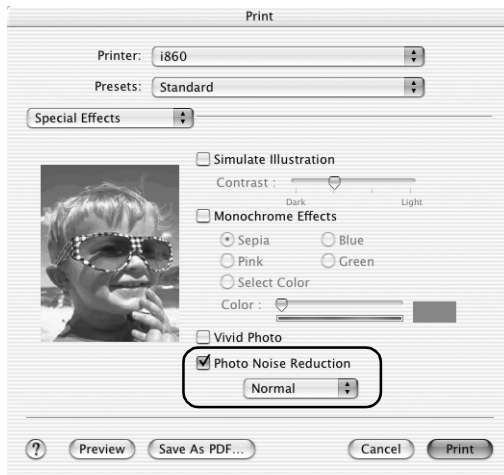 Print
Printer: i860
Presets: Standard
Special Effects
Simulate Illustration
Contrast :
Dark Light
Monochrome Effects
Sepia Blue
Pink Green
Select Color
Color :
Vivid Photo
Photo Noise Reduction
Normal
? Preview Save As PDF... Cancel Print